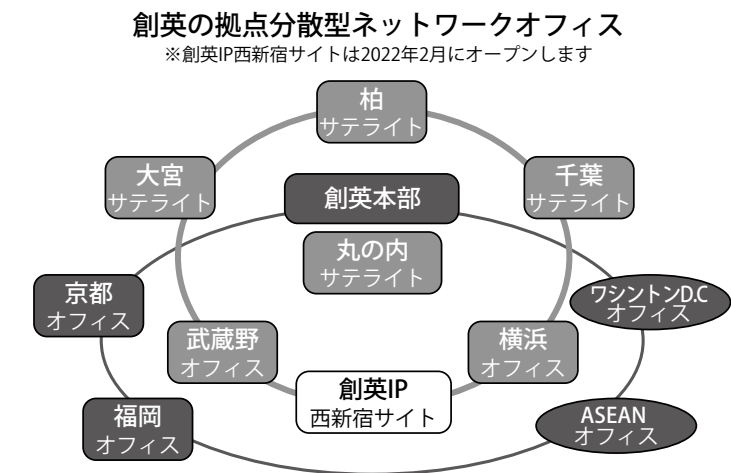 創英の拠点分散型ネットワークオフィス
※創英IP西新宿サイトは2022年2月にオープンします
柏
サテライト
大宮
サテライト
千葉
サテライト
創英本部
丸の内
サテライト
京都
オフィス
ワシントンD.C
オフィス
武蔵野
オフィス
横浜
オフィス
創英IP
西新宿サイト
福岡
オフィス
ASEAN
オフィス